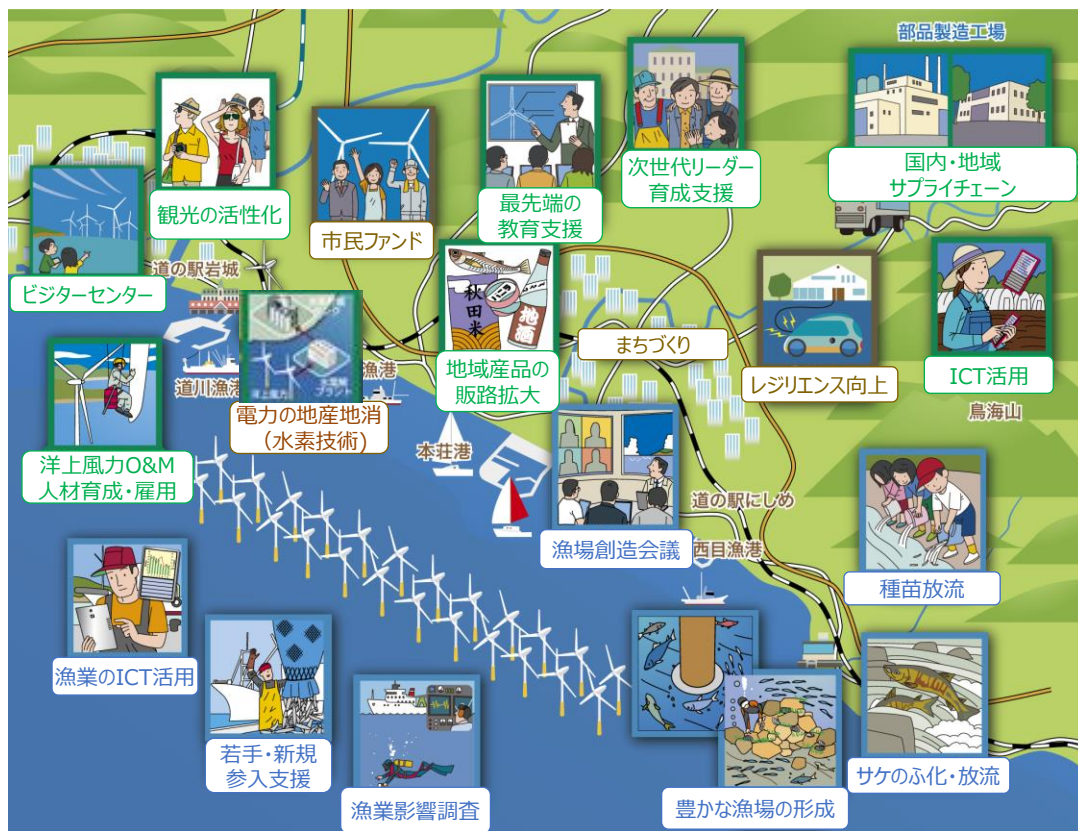 部品製造工場
国内・地域
サプライチェーン
次世代リーダー
育成支援
最先端の
教育支援
観光の活性化
市民ファンド
ビジターセンター
道の駅岩城
秋田米
地酒
地域産品の
販路拡大
まちづくり
レジリエンス向上
ICT活用
鳥海山
道川漁港
漁港
洋上風力
プラント
電力の地産地消
(水素技術)
洋上風力O&M
人材育成・雇用
本荘港
道の駅にしめ
漁場創造会議
西目漁港
種苗放流
漁業のICT活用
若手・新規
参入支援
漁業影響調査
豊かな漁場の形成
サケのふ化・放流